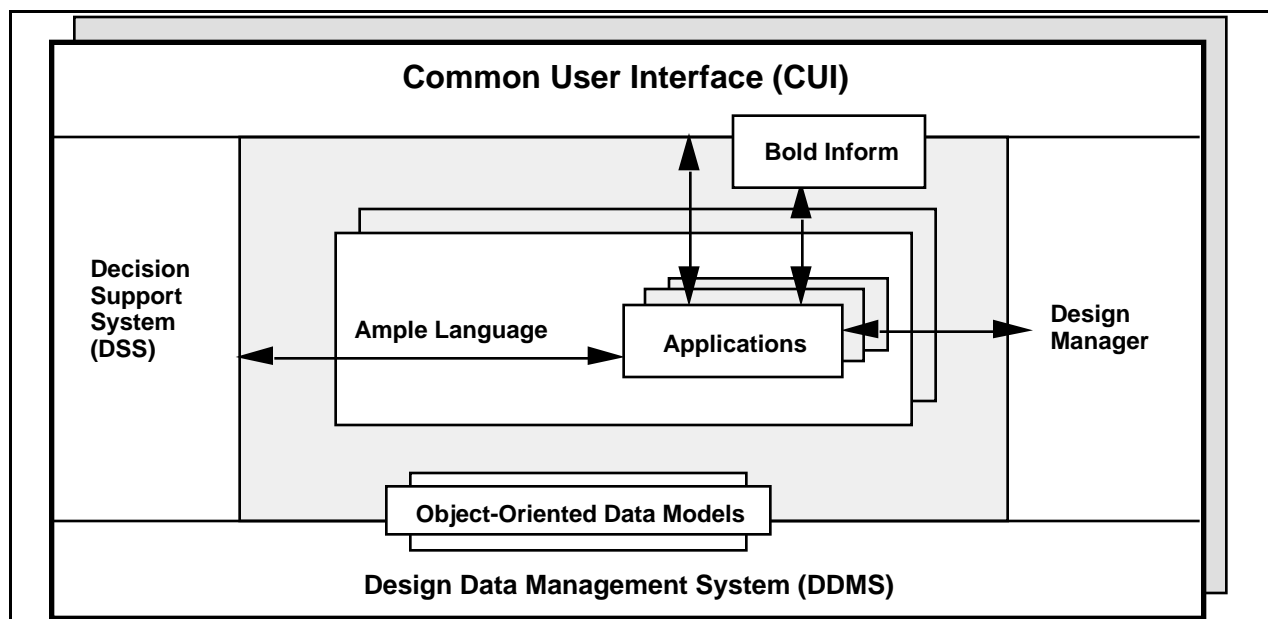 Common User Interface (CUI)
Bold Inform
Decision
Support
System
(DSS)
Ample Language
Applications
Design
Manager
Object-Oriented Data Models
Design Data Management System (DDMS)